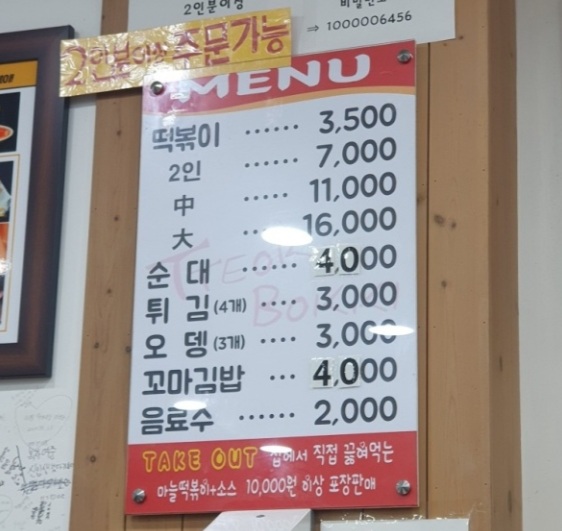 2인분이상
⇒ 1000006456
2인분이상 주문가능
MENU
떡볶이 ...... 3,500
2인 ...... 7,000
中 ..... 11,000
大 ... 16,000
순대 ...... 4,000
튀김(4개) .... 3,000
오뎅(3개) .... 3,000
꼬마김밥 ... 4,000
음료수 ...... 2,000
TAKE OUT 집에서 직접 끓여먹는
마늘떡볶이+소스 10,000원 이상 포장판매